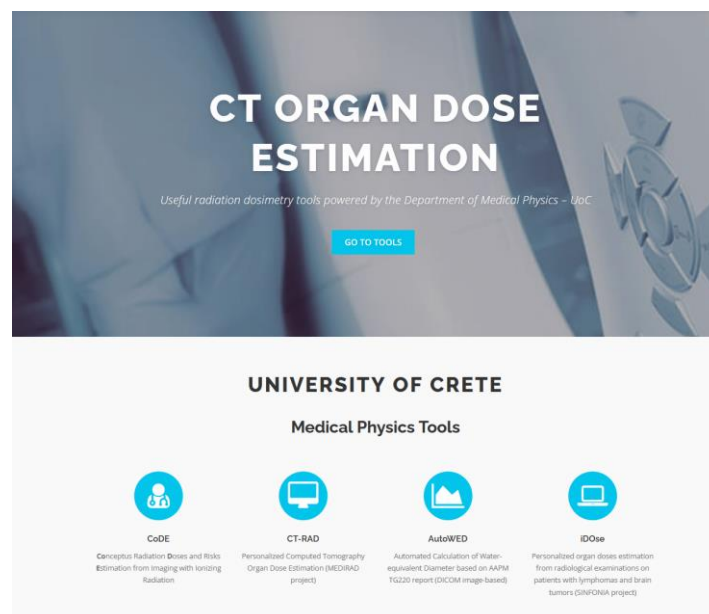 CT ORGAN DOSE
ESTIMATION
Useful radiation dosimetry tools powered by the Department of Medical Physics – UoC
GO TO TOOLS
UNIVERSITY OF CRETE
Medical Physics Tools
CoDE
Conceptus Radiation Doses and Risks
Estimation from Imaging with Ionizing
Radiation
CT-RAD
Personalized Computed Tomography
Organ Dose Estimation (MEDIRAD
project)
AutoWED
Automated Calculation of Water-
equivalent Diameter based on AAPM
TG220 report (DICOM image-based)
iDOse
Personalized organ doses estimation
from radiological examinations on
patients with lymphomas and brain
tumors (SINFONIA project)